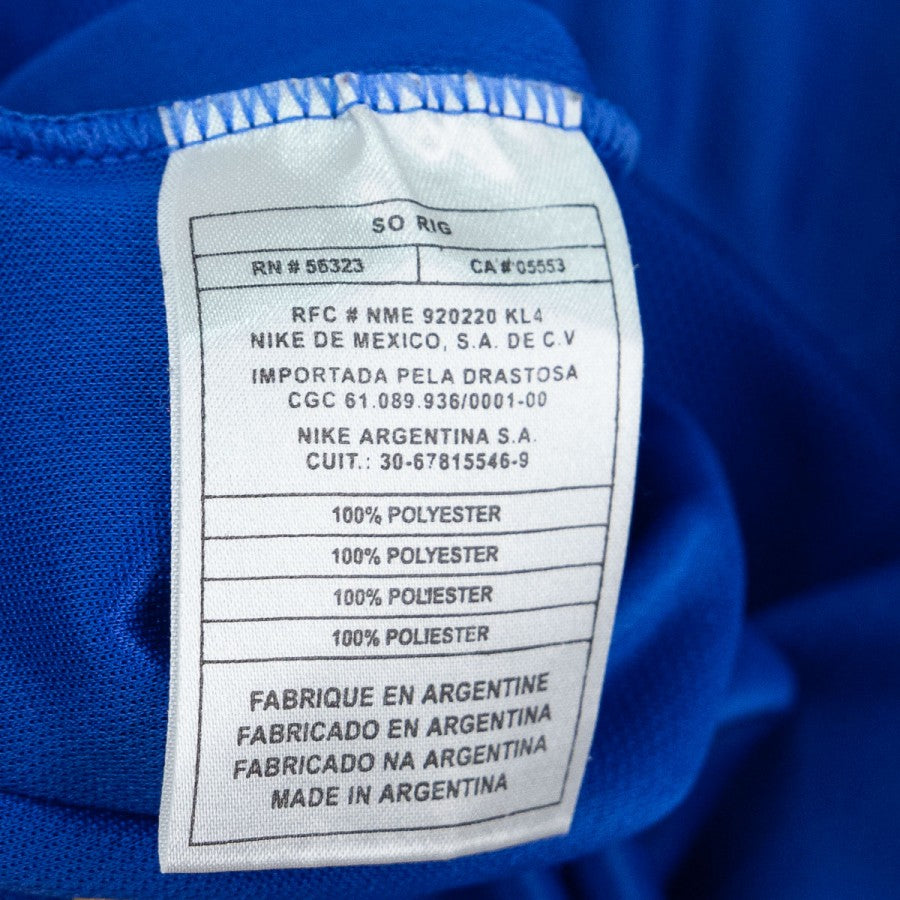 SO RIG
RN # 56323 CA # 05553
RFC # NME 920220 KL4
NIKE DE MEXICO, S.A. DE C.V
IMPORTADA PELA DRASTOSA
CGC 61.089.936/0001-00
NIKE ARGENTINA S.A.
CUIT.: 30-67815546-9
100% POLYESTER
100% POLYESTER
100% POLIESTER
100% POLIESTER
FABRIQUE EN ARGENTINE
FABRICADO EN ARGENTINA
FABRICADO NA ARGENTINA
MADE IN ARGENTINA